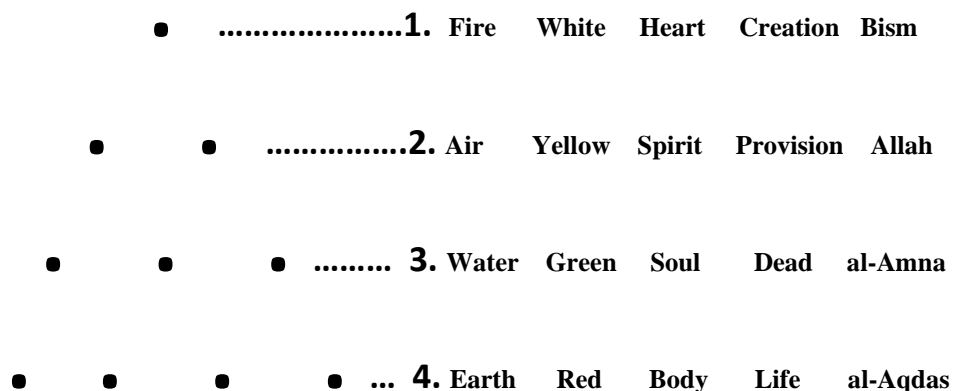 • .....................1. Fire White Heart Creation Bism
• • ................2. Air Yellow Spirit Provision Allah
• • • ......... 3. Water Green Soul Dead al-Amna
• • • • ... 4. Earth Red Body Life al-Aqdas